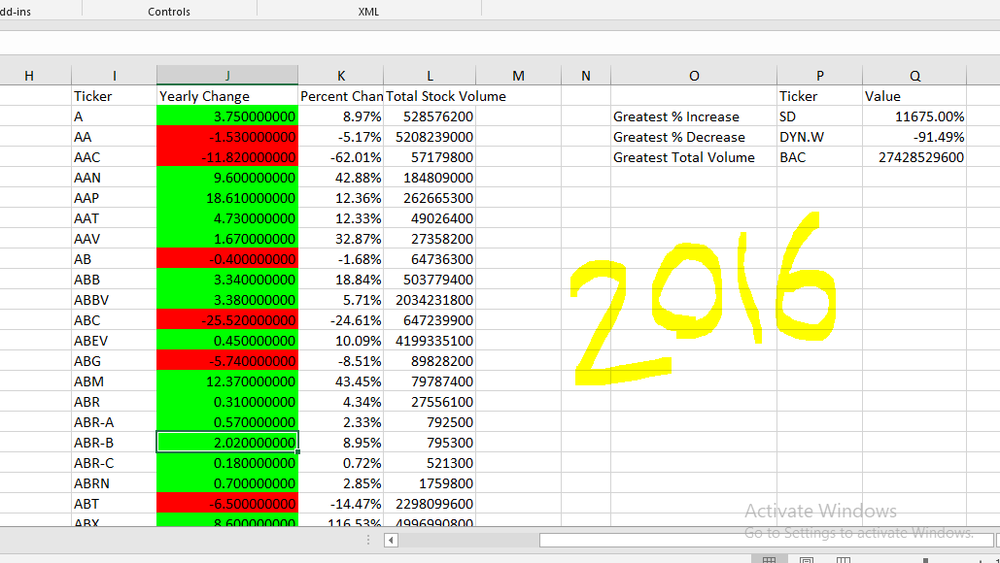 dd-ins Controls XML
H I J K L M N O P Q
Ticker Yearly Change Percent Chan Total Stock Volume Ticker Value
A 3.750000000 8.97% 528576200 Greatest % Increase SD 11675.00%
AA -1.530000000 -5.17% 5208239000 Greatest % Decrease DYN.W -91.49%
AAC -11.820000000 -62.01% 57179800 Greatest Total Volume BAC 27428529600
AAN 9.600000000 42.88% 184809000
AAP 18.610000000 12.36% 262665300
AAT 4.730000000 12.33% 49026400
AAV 1.670000000 32.87% 27358200
AB -0.400000000 -1.68% 64736300
ABB 3.340000000 18.84% 503779400
ABBV 3.380000000 5.71% 2034231800
ABC -25.520000000 -24.61% 647239900
ABEV 0.450000000 10.09% 4199335100
ABG -5.740000000 -8.51% 89828200
ABM 12.370000000 43.45% 79787400
ABR 0.310000000 4.34% 27556100
ABR-A 0.570000000 2.33% 792500
ABR-B 2.020000000 8.95% 795300
ABR-C 0.180000000 0.72% 521300
ABRN 0.700000000 2.85% 1759800
ABT -6.500000000 -14.47% 2298099600
ABX 8.600000000 116.53% 4996990800
2016
Activate Windows
Go to Settings to activate Windows.